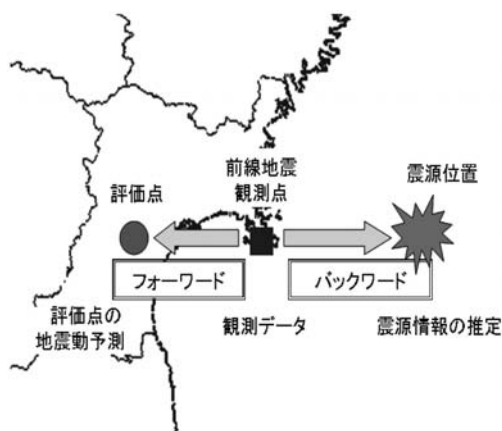 前線地震
観測点
震源位置
評価点
フォーワード
バックワード
評価点の
地震動予測
観測データ
震源情報の推定